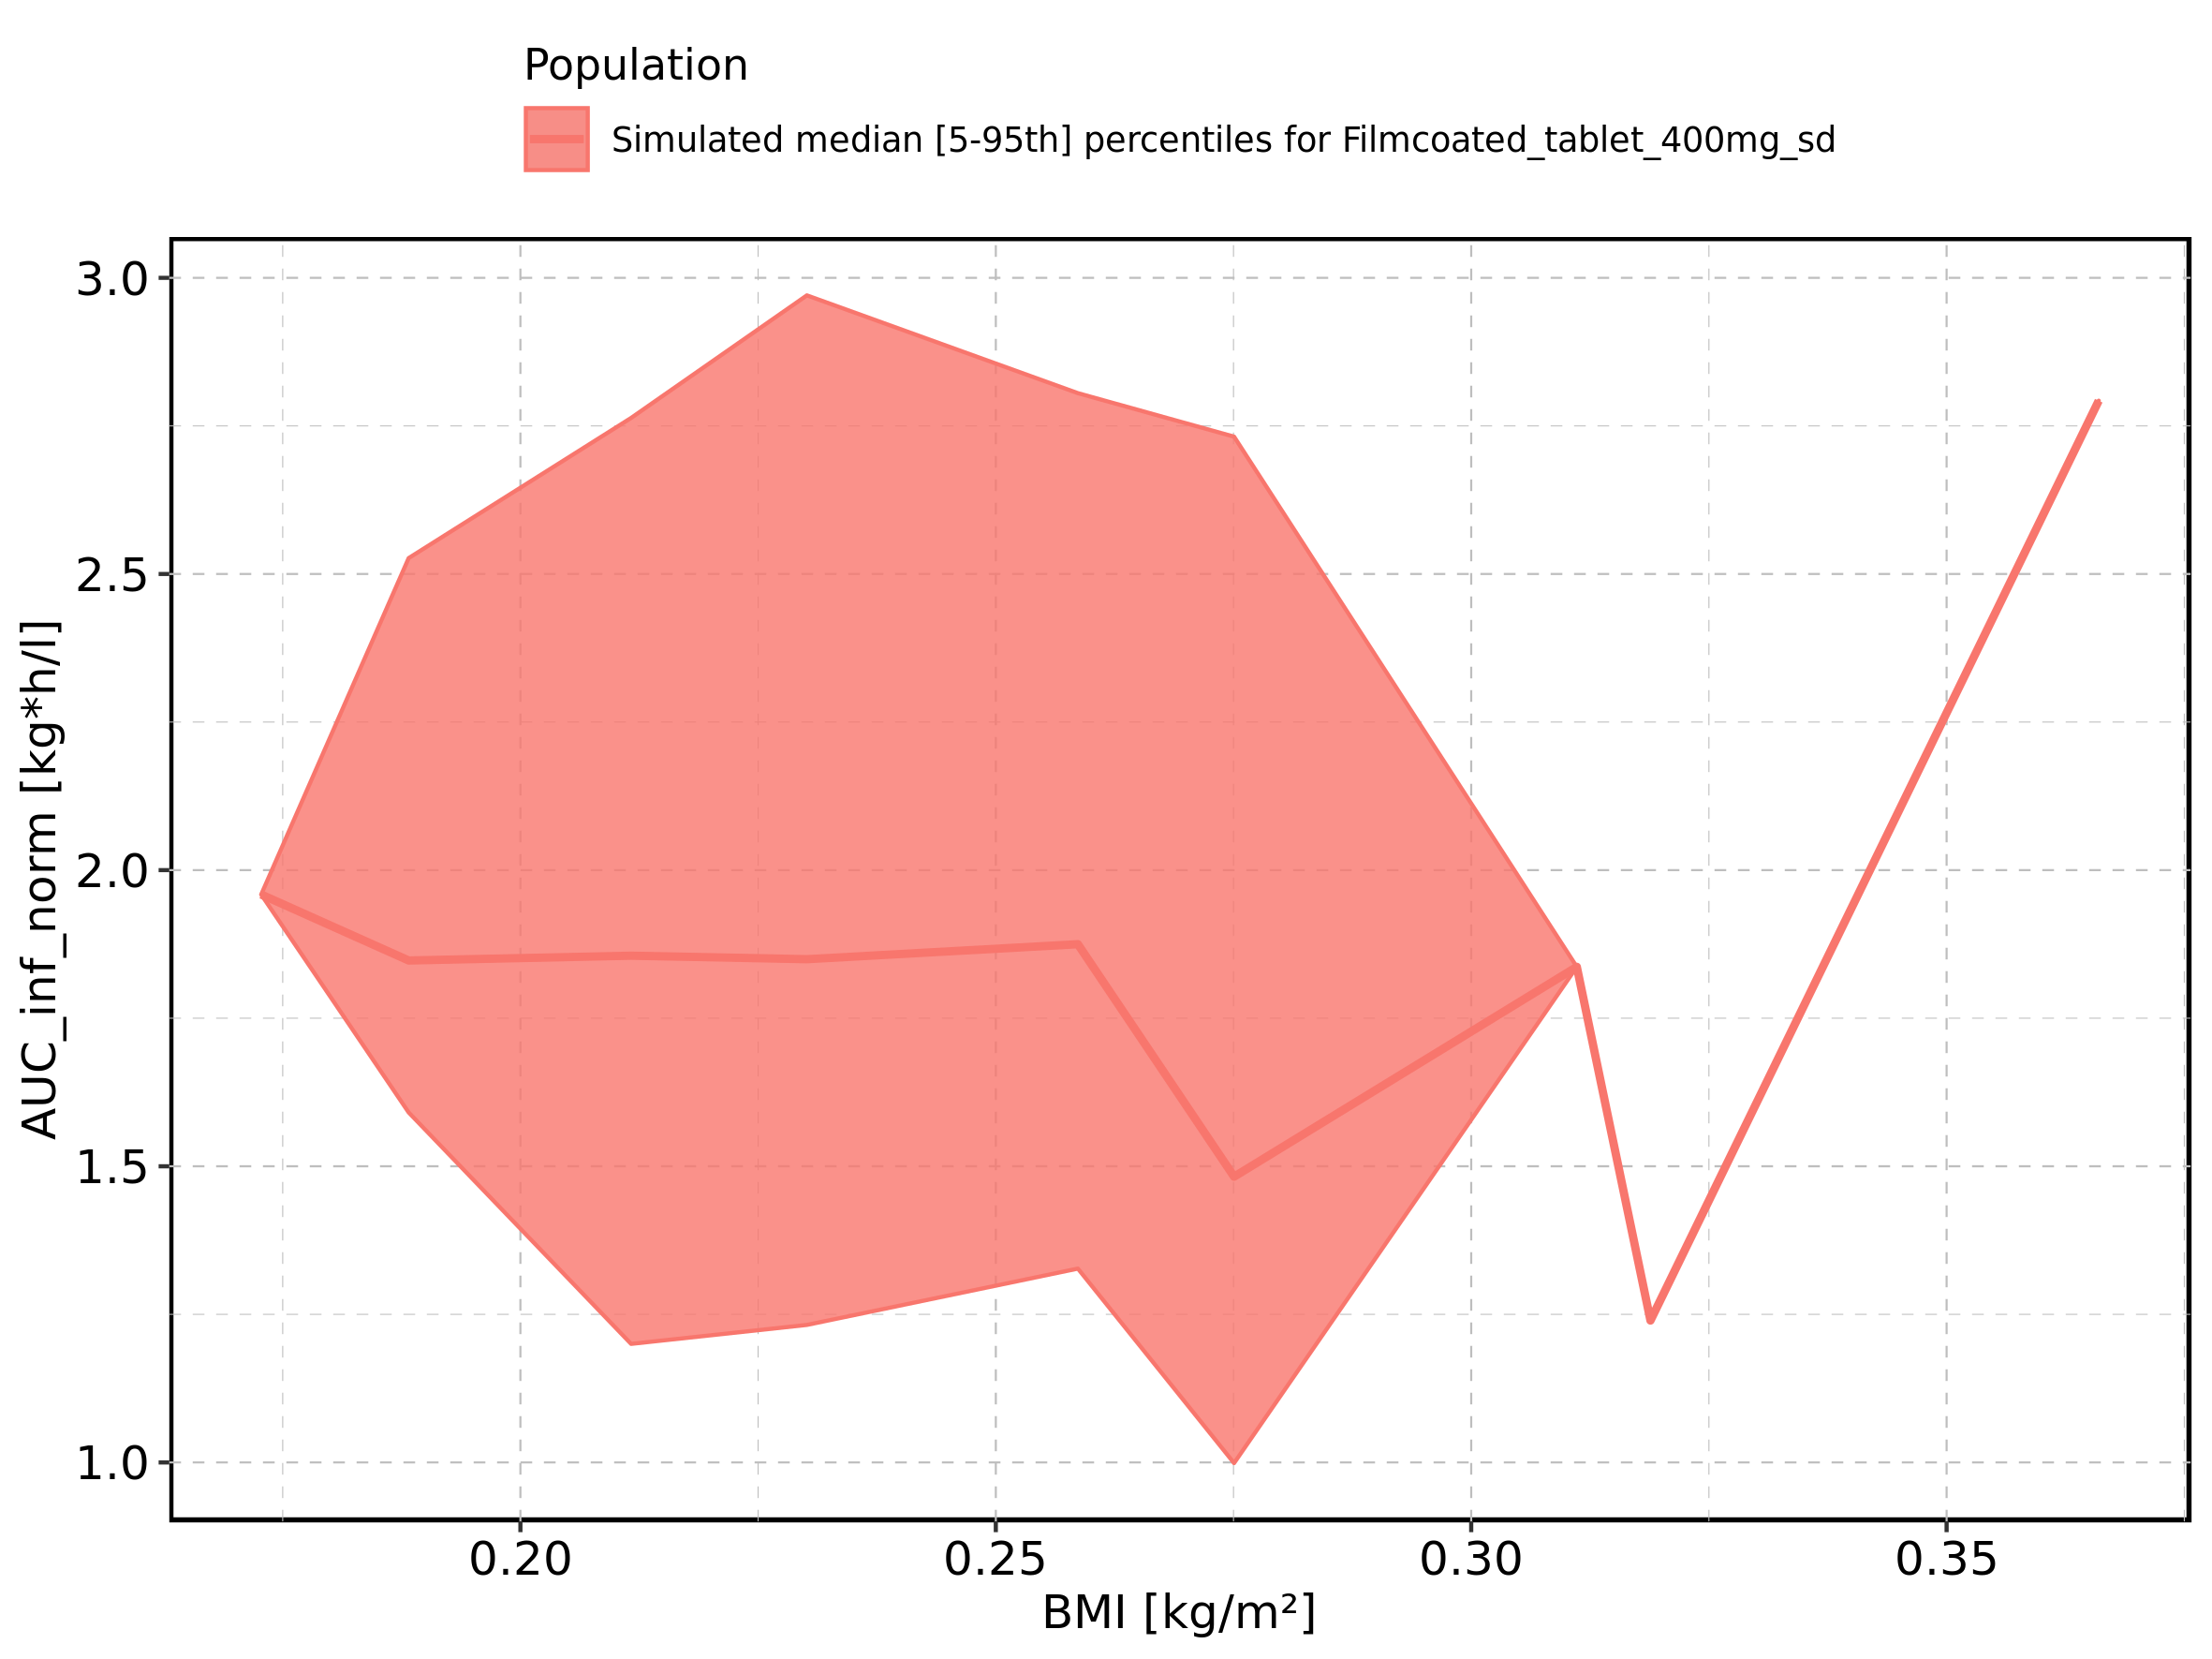 Population
Simulated median [5-95th] percentiles for Filmcoated_tablet_400mg_sd
AUC_inf_norm [kg*h/l]
3.0
2.5
2.0
1.5
1.0
0.20 0.25 0.30 0.35
BMI [kg/m²]